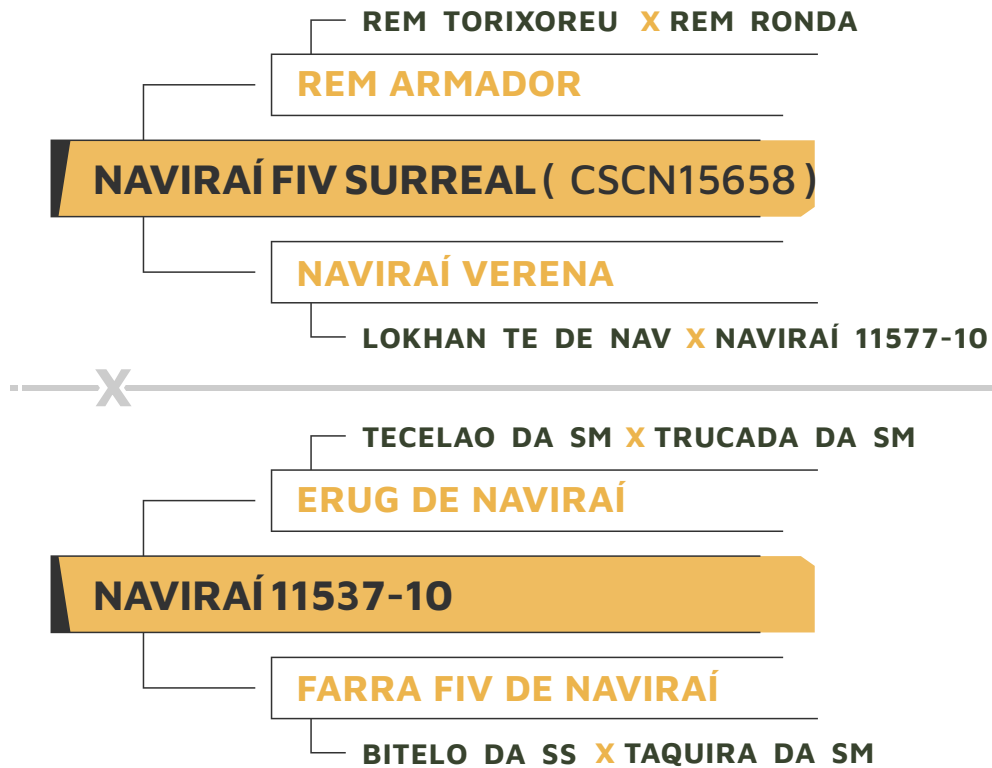 REM TORIXOREU X REM RONDA
REM ARMADOR
NAVIRAÍ FIV SURREAL ( CSCN15658 )
NAVIRAÍ VERENA
LOKHAN TE DE NAV X NAVIRAÍ 11577-10
X
TECELAO DA SM X TRUCADA DA SM
ERUG DE NAVIRAÍ
NAVIRAÍ 11537-10
FARRA FIV DE NAVIRAÍ
BITELO DA SS X TAQUIRA DA SM